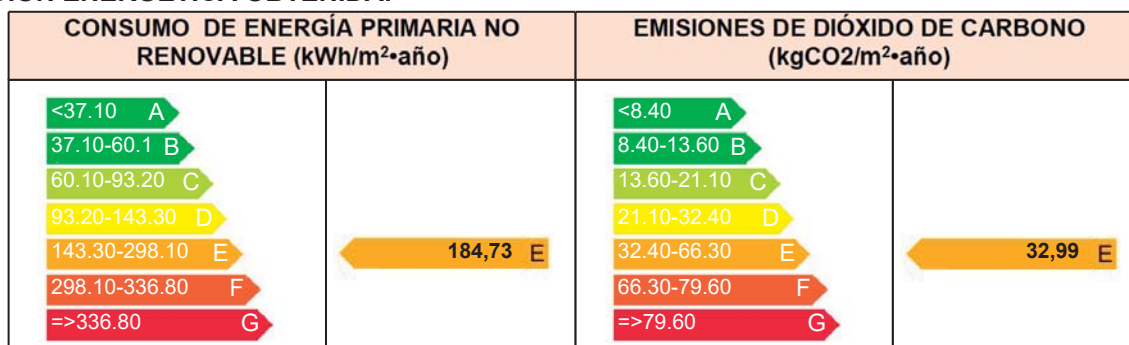 CONSUMO DE ENERGÍA PRIMARIA NO
RENOVABLE (kWh/m²•año)
<37.10 A
37.10-60.1 B
60.10-93.20 C
93.20-143.30 D
143.30-298.10 E
298.10-336.80 F
=>336.80 G
184,73 E
EMISIONES DE DIÓXIDO DE CARBONO
(kgCO2/m²•año)
<8.40 A
8.40-13.60 B
13.60-21.10 C
21.10-32.40 D
32.40-66.30 E
66.30-79.60 F
=>79.60 G
32,99 E